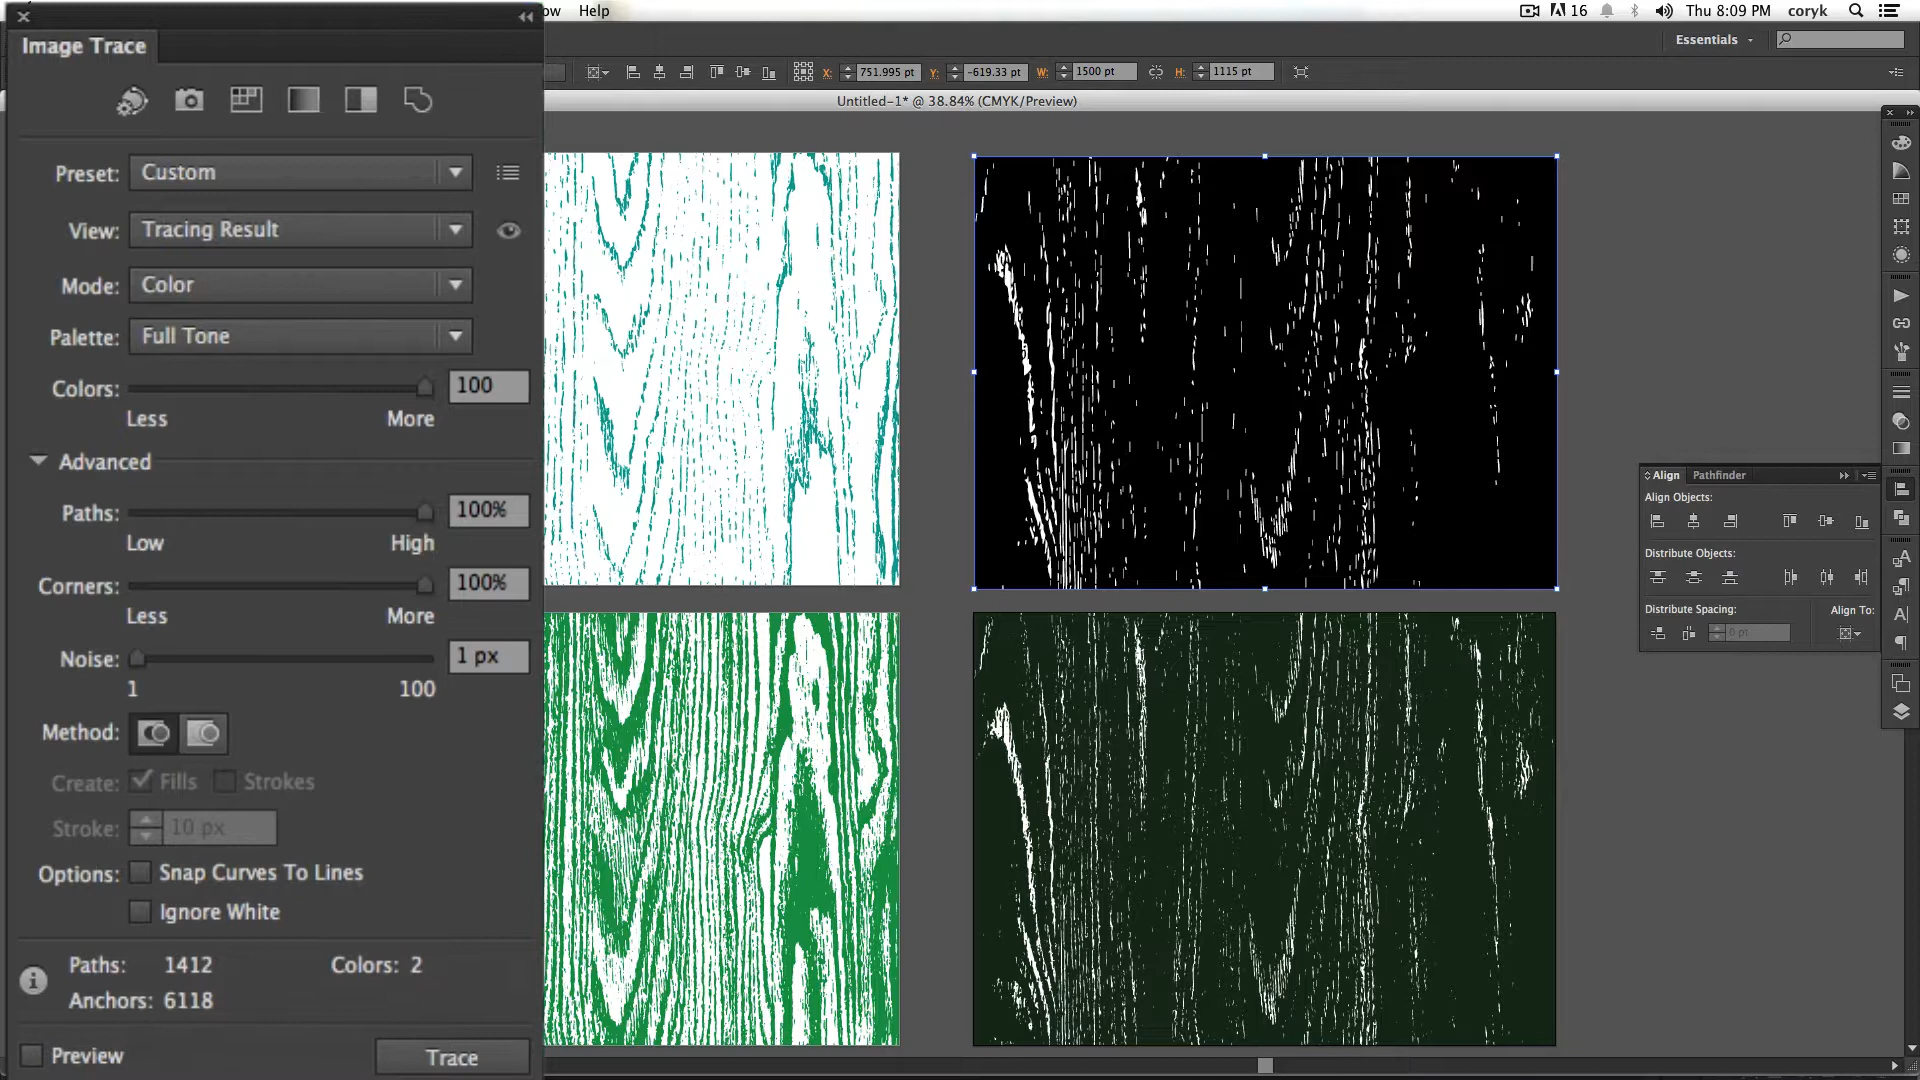 ow Help
16 Thu 8:09 PM coryk
Essentials
X: 751.995 pt Y: -619.33 pt W: 1500 pt H: 1115 pt
Untitled-1* @ 38.84% (CMYK/Preview)
Image Trace
Preset: Custom
View: Tracing Result
Mode: Color
Palette: Full Tone
Colors: 100
Less More
Advanced
Paths: 100%
Low High
Corners: 100%
Less More
Noise: 1 px
1 100
Method:
Create: Fills Strokes
Stroke: 10 px
Options: Snap Curves To Lines
Ignore White
Paths: 1412 Colors: 2
Anchors: 6118
Preview Trace
Align Pathfinder
Align Objects:
Distribute Objects:
Distribute Spacing: Align To:
0 pt